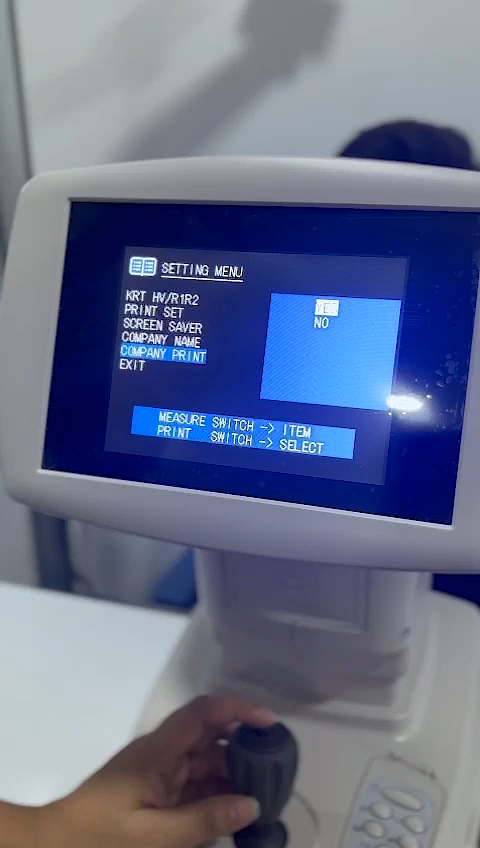 SETTING MENU
KRT HV/R1R2
PRINT SET
SCREEN SAVER
COMPANY NAME
COMPANY PRINT
EXIT
YES
NO
MEASURE SWITCH -> ITEM
PRINT SWITCH -> SELECT